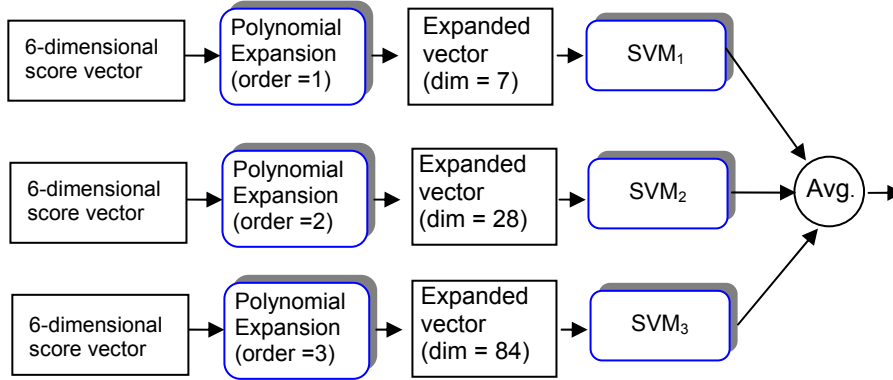 6-dimensional
score vector
Polynomial
Expansion
(order =1)
Expanded
vector
(dim = 7)
SVM₁
6-dimensional
score vector
Polynomial
Expansion
(order =2)
Expanded
vector
(dim = 28)
SVM₂
Avg.
6-dimensional
score vector
Polynomial
Expansion
(order =3)
Expanded
vector
(dim = 84)
SVM₃